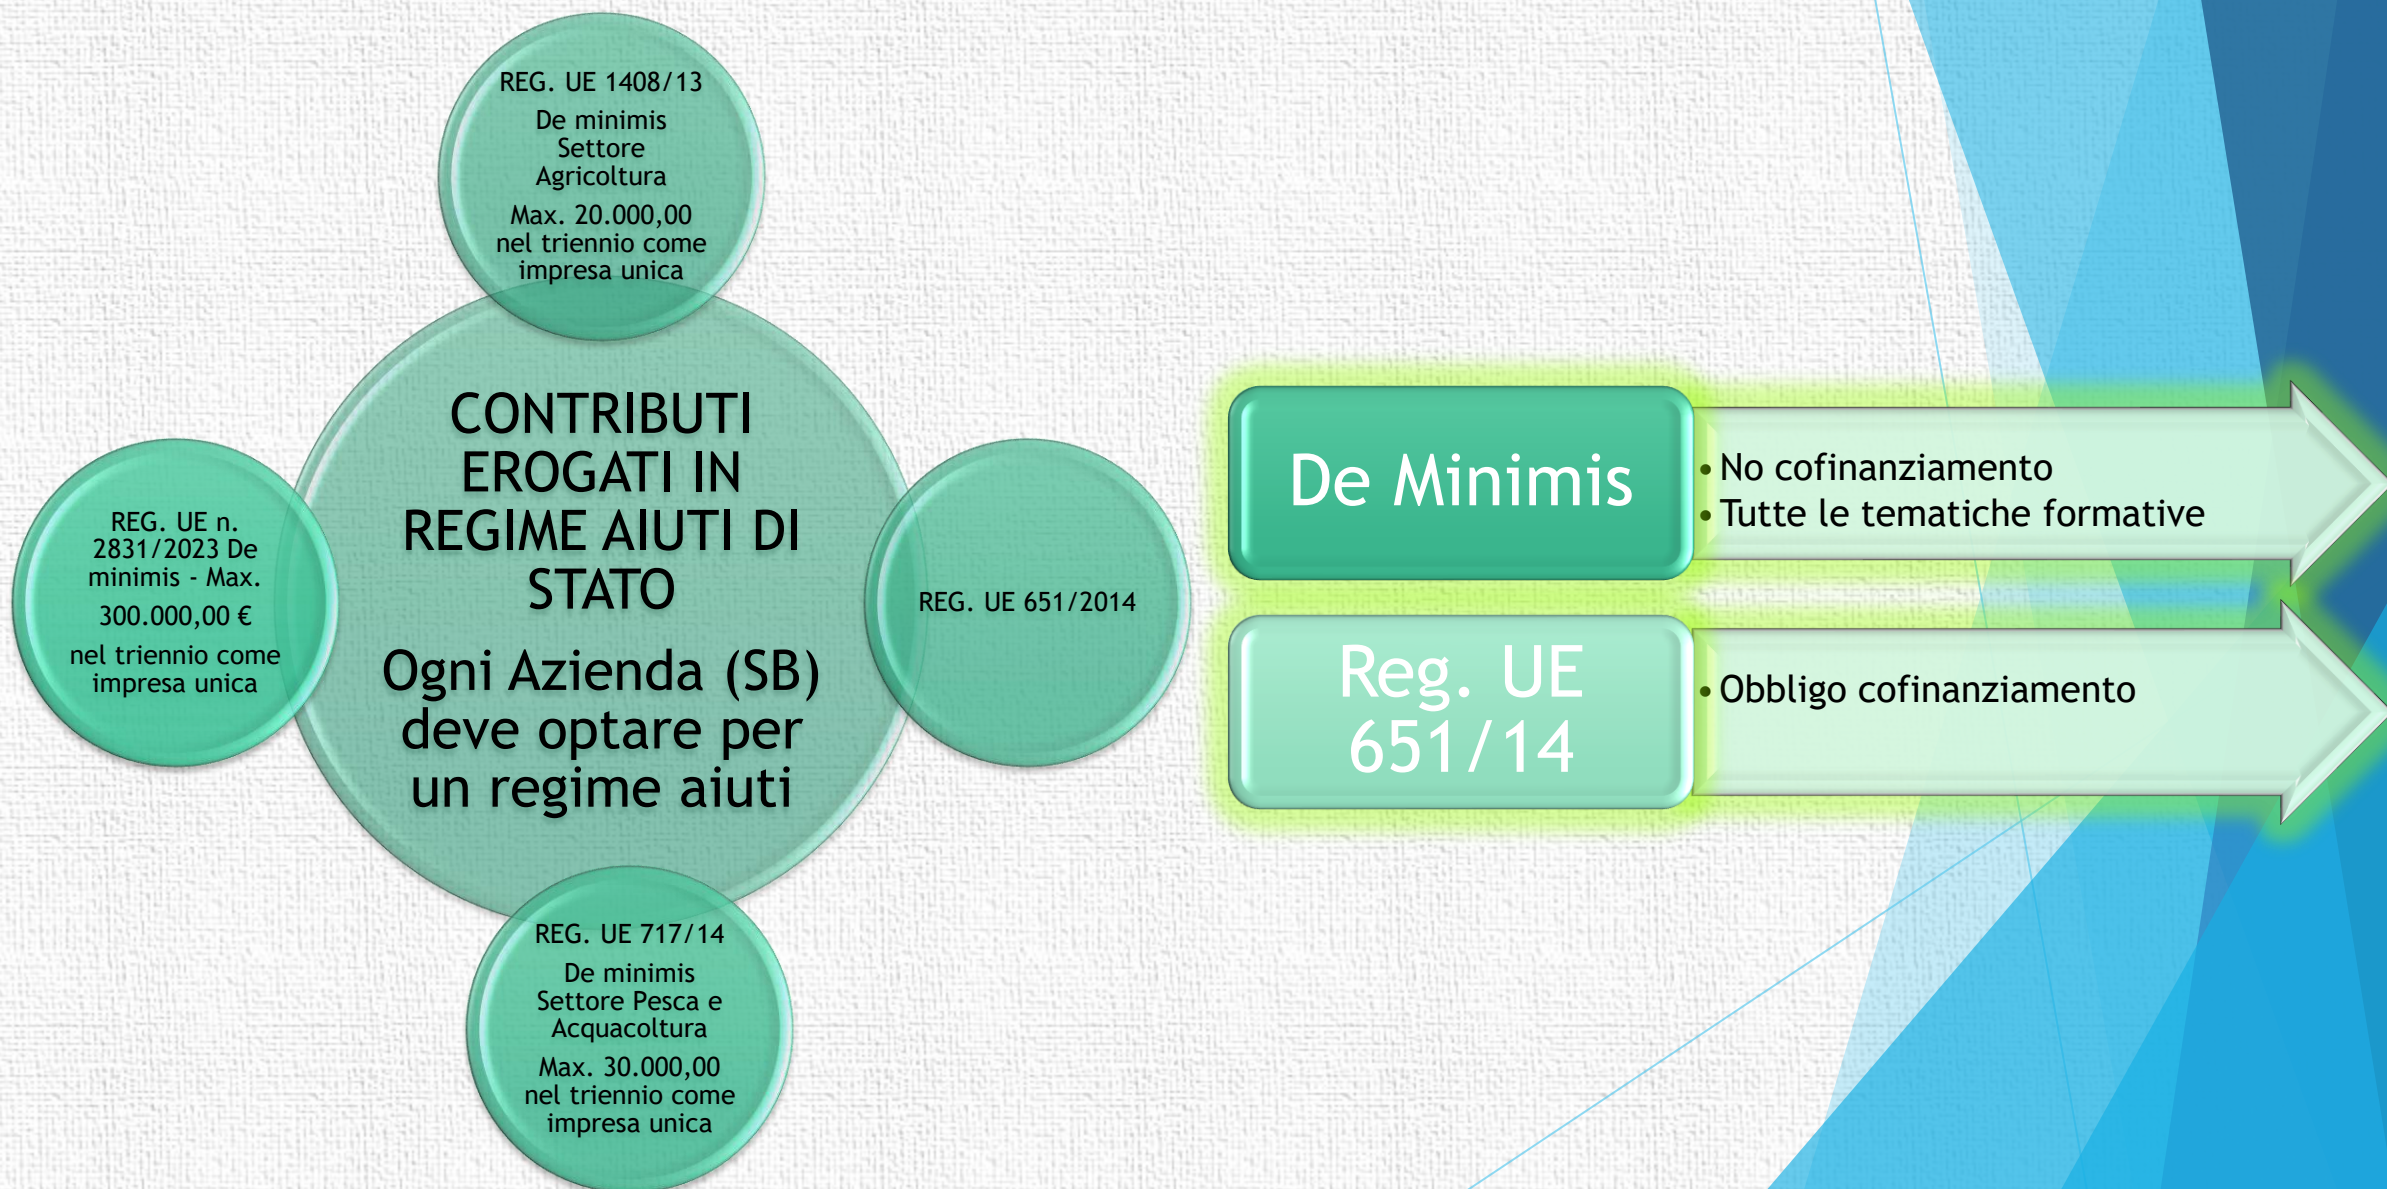 REG. UE 1408/13
De minimis
Settore
Agricoltura
Max. 20.000,00
nel triennio come
impresa unica
CONTRIBUTI
EROGATI IN
REGIME AIUTI DI
STATO
Ogni Azienda (SB)
deve optare per
un regime aiuti
REG. UE n.
2831/2023 De
minimis - Max.
300.000,00 €
nel triennio come
impresa unica
REG. UE 651/2014
REG. UE 717/14
De minimis
Settore Pesca e
Acquacoltura
Max. 30.000,00
nel triennio come
impresa unica
De Minimis
• No cofinanziamento
• Tutte le tematiche formative
Reg. UE
651/14
• Obbligo cofinanziamento